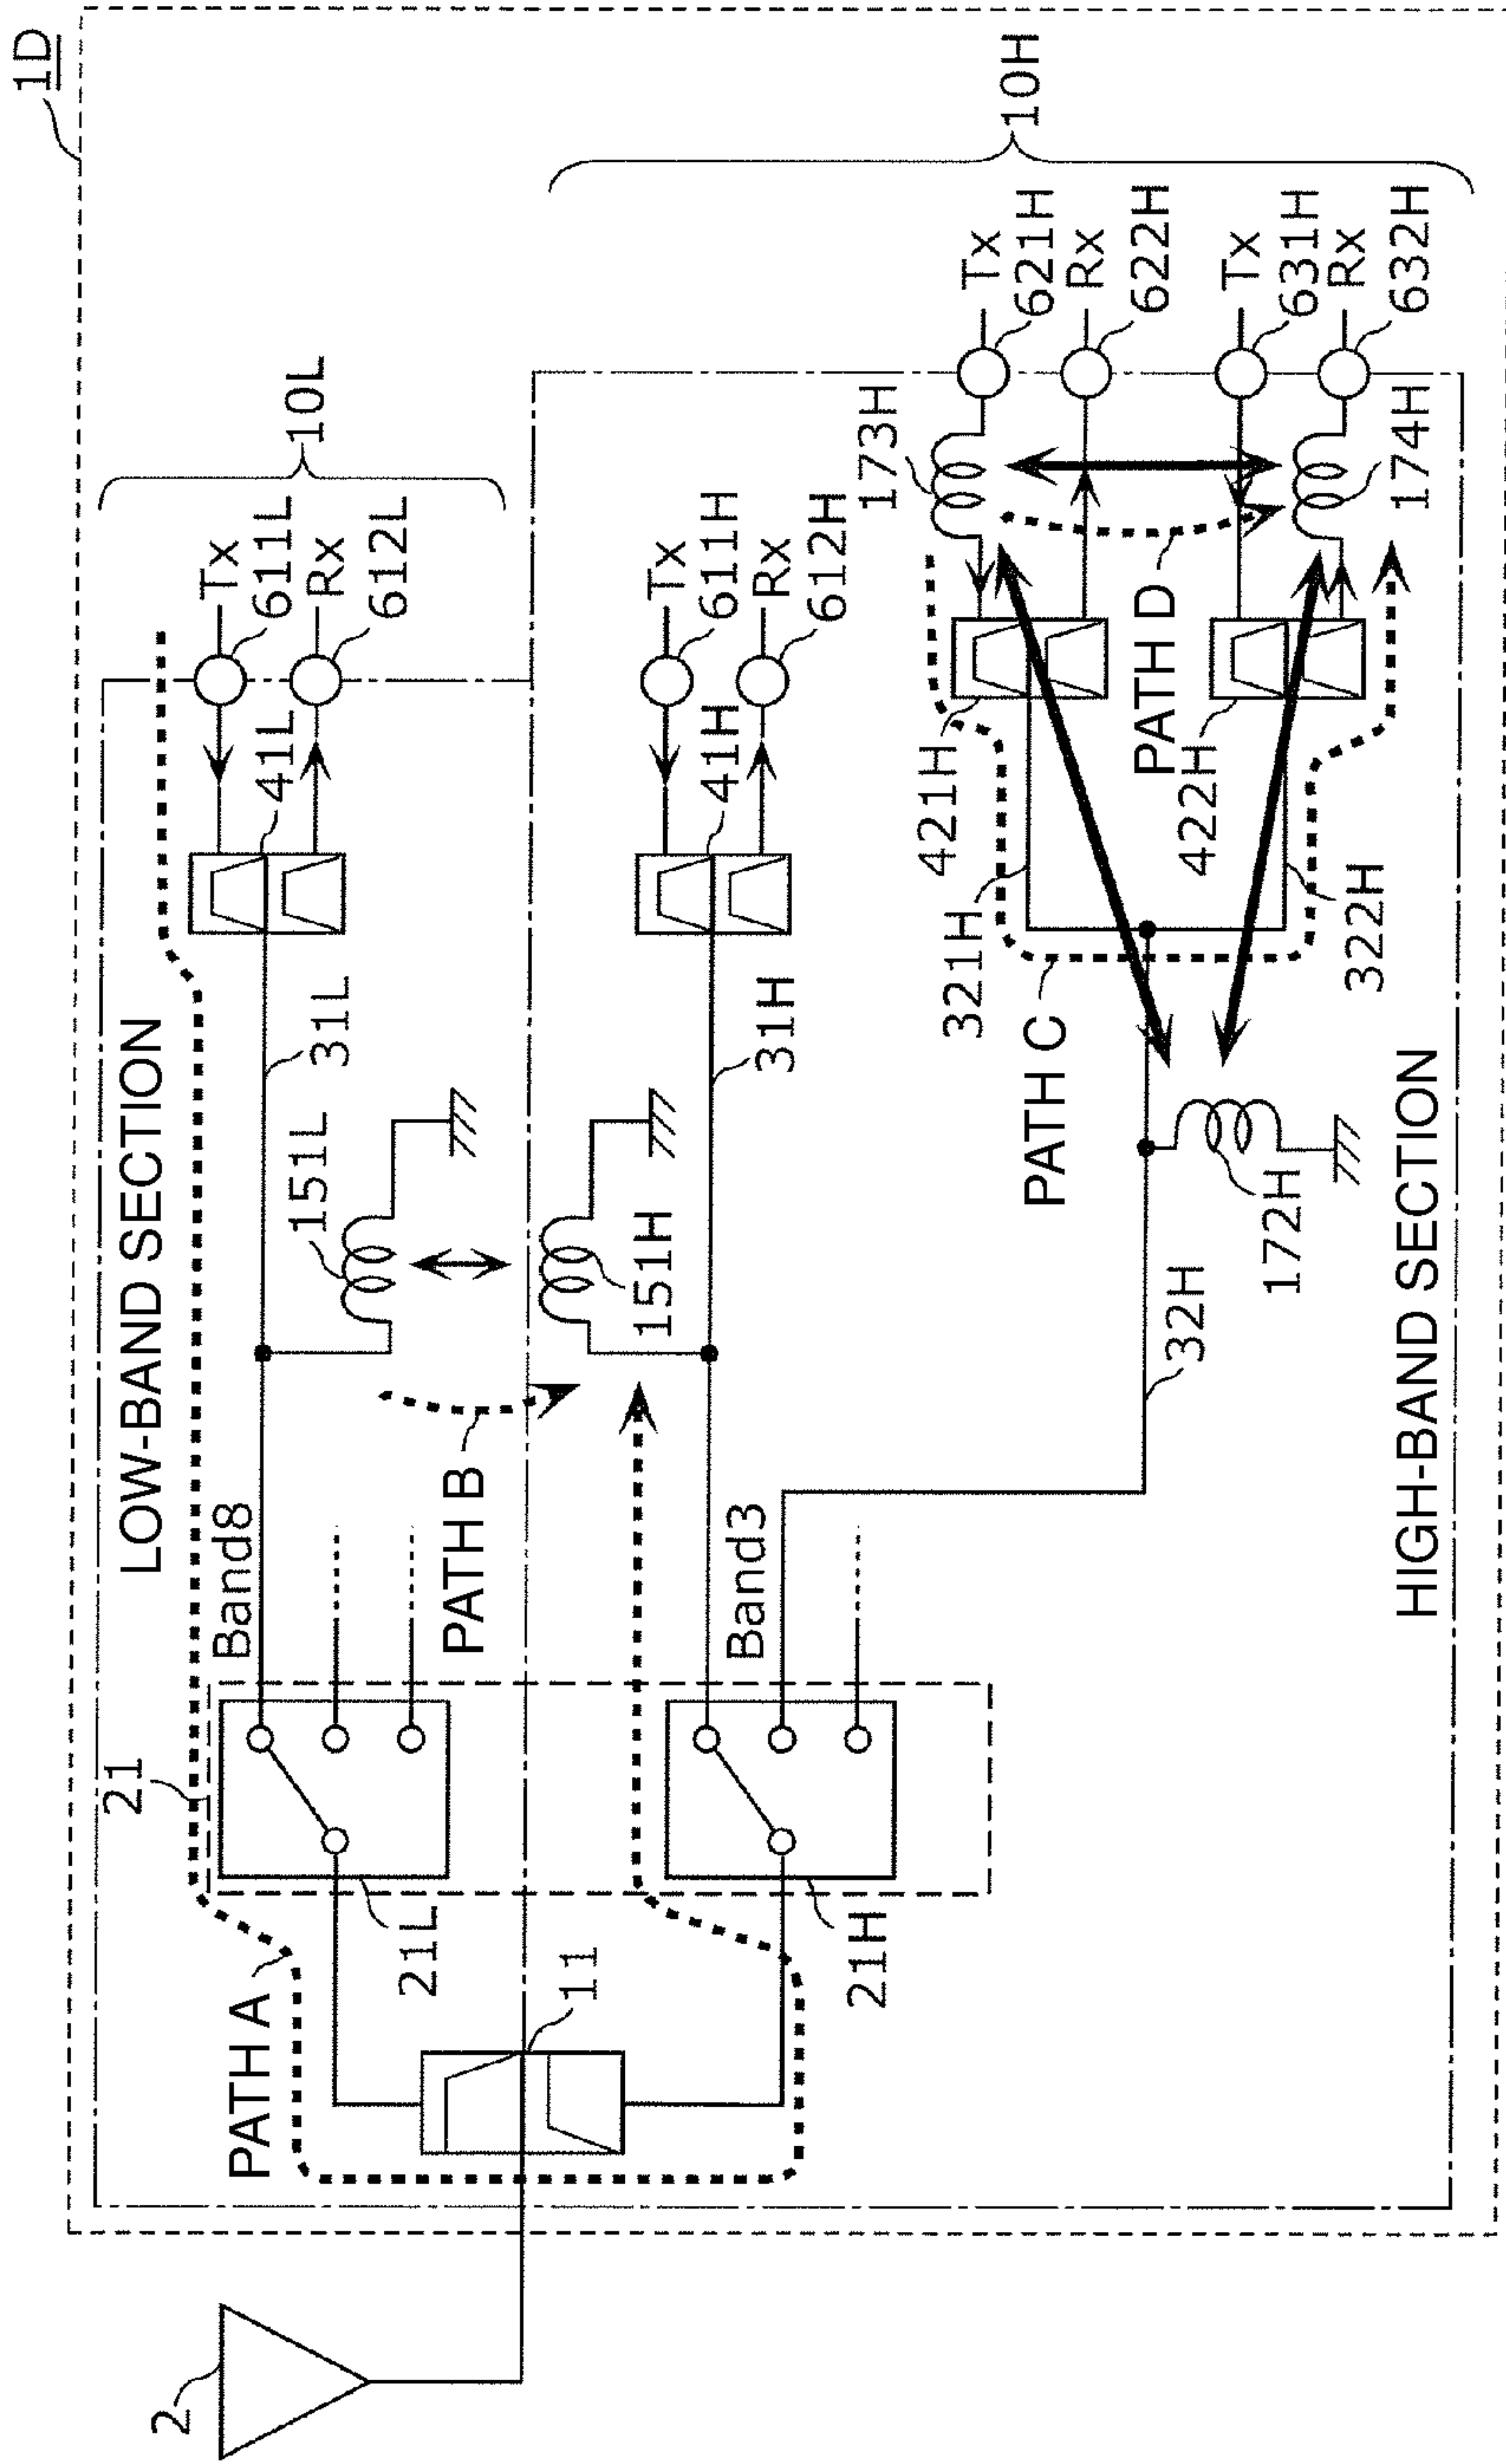 1D
LOW-BAND SECTION
10L
Tx
611L
Rx
612L
41L
31L
151L
Band8
21
21L
PATH A
PATH B
11
2
10H
Tx
611H
Rx
612H
41H
31H
151H
Band3
21H
32H
172H
PATH C
321H
421H
173H
Tx
621H
Rx
622H
PATH D
422H
322H
174H
Tx
631H
Rx
632H
HIGH-BAND SECTION